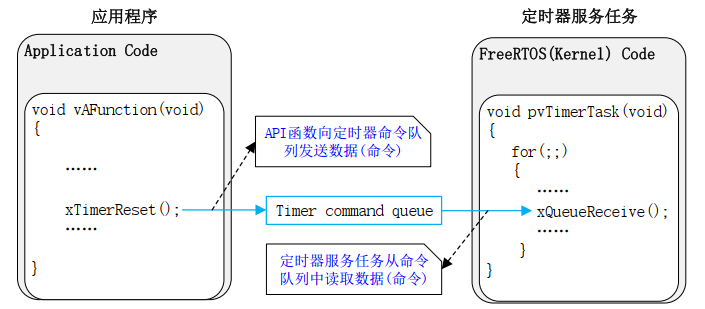 应用程序
Application Code
void vAFunction(void)
{
……
xTimerReset();
……
}
API函数向定时器命令队
列发送数据(命令)
Timer command queue
定时器服务任务从命令
队列中读取数据(命令)
定时器服务任务
FreeRTOS(Kernel) Code
void pvTimerTask(void)
{
for(;;)
{
……
xQueueReceive();
……
}
}